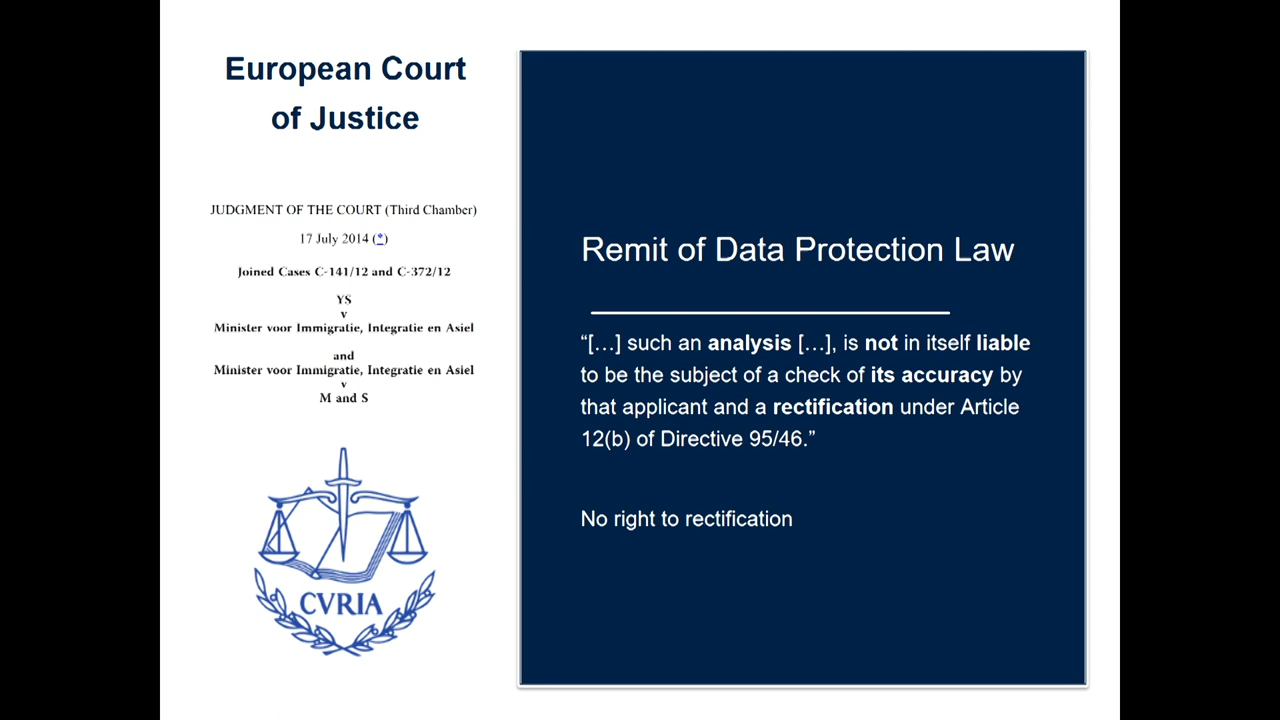 European Court
of Justice
JUDGMENT OF THE COURT (Third Chamber)
17 July 2014 (*)
Joined Cases C-141/12 and C-372/12
YS
v
Minister voor Immigratie, Integratie en Asiel
and
Minister voor Immigratie, Integratie en Asiel
v
M and S
CVRIA
Remit of Data Protection Law
“[…] such an analysis […], is not in itself liable
to be the subject of a check of its accuracy by
that applicant and a rectification under Article
12(b) of Directive 95/46.”
No right to rectification